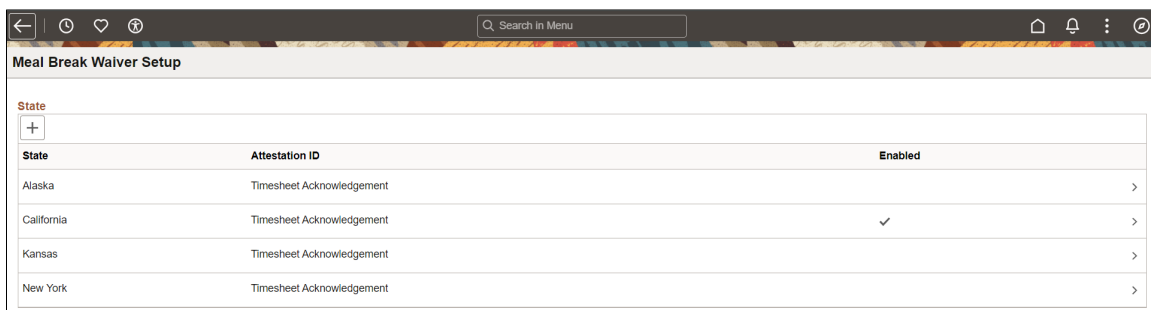 Search in Menu
Meal Break Waiver Setup
State
State Attestation ID Enabled
Alaska Timesheet Acknowledgement
California Timesheet Acknowledgement
Kansas Timesheet Acknowledgement
New York Timesheet Acknowledgement